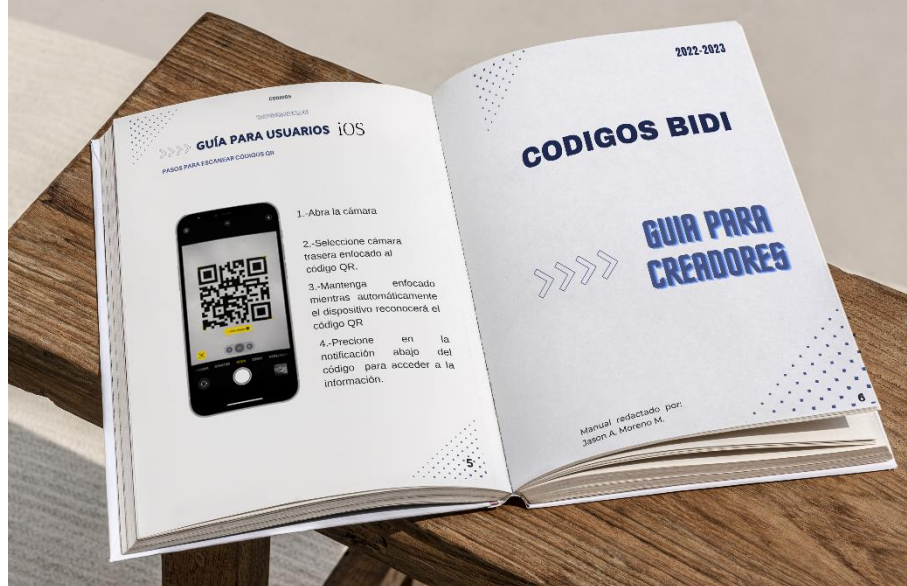 CODIGOS
GUÍA PARA USUARIOS iOS
PASOS PARA ESCANEAR CÓDIGOS QR
1.-Abra la cámara
2.-Seleccione cámara
trasera enfocado al
código QR.
3.-Mantenga enfocado
mientras automáticamente
el dispositivo reconocerá el
código QR
4.-Precione en la
notificación abajo del
código para acceder a la
información.
5
2022-2023
CODIGOS BIDI
GUIA PARA
CREADORES
Manual redactado por:
Jason A. Moreno M.
6